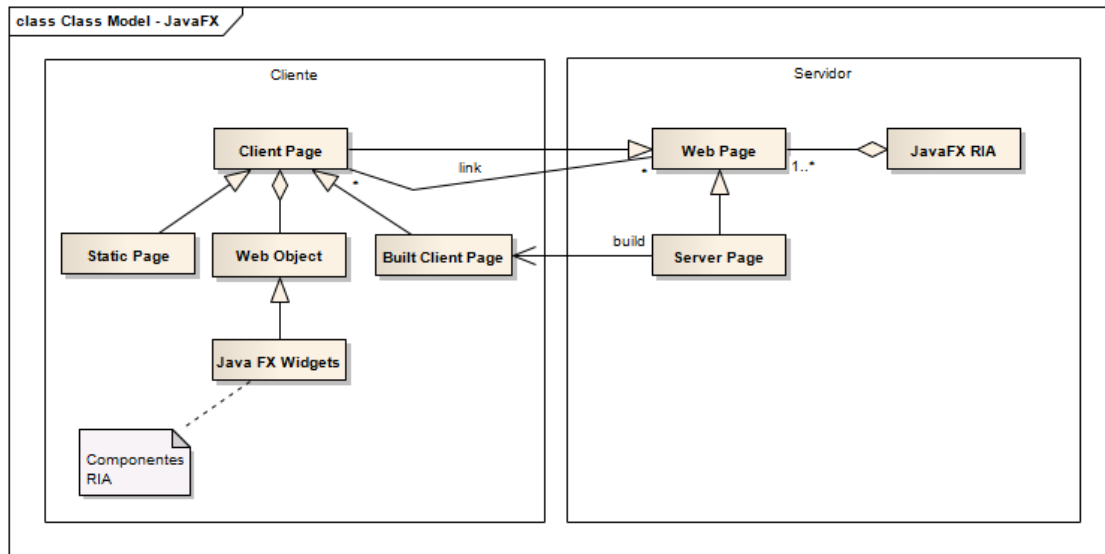 class Class Model - JavaFX
Cliente
Servidor
Client Page
link
*
*
Web Page
1..*
JavaFX RIA
Static Page
Web Object
Built Client Page
build
Server Page
Java FX Widgets
Componentes
RIA